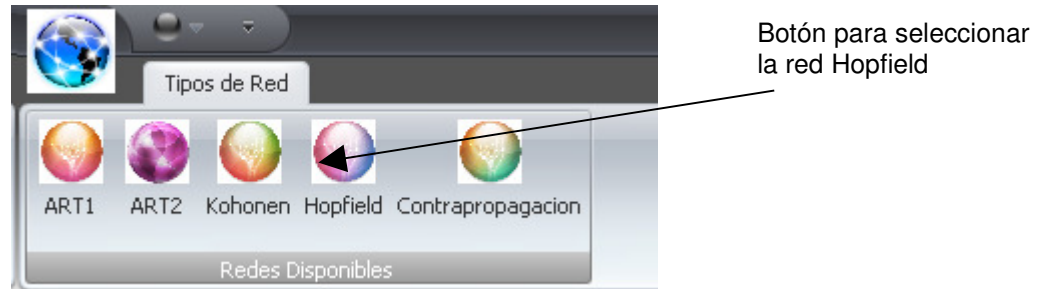 Botón para seleccionar
la red Hopfield
Tipos de Red
ART1 ART2 Kohonen Hopfield Contrapropagacion
Redes Disponibles